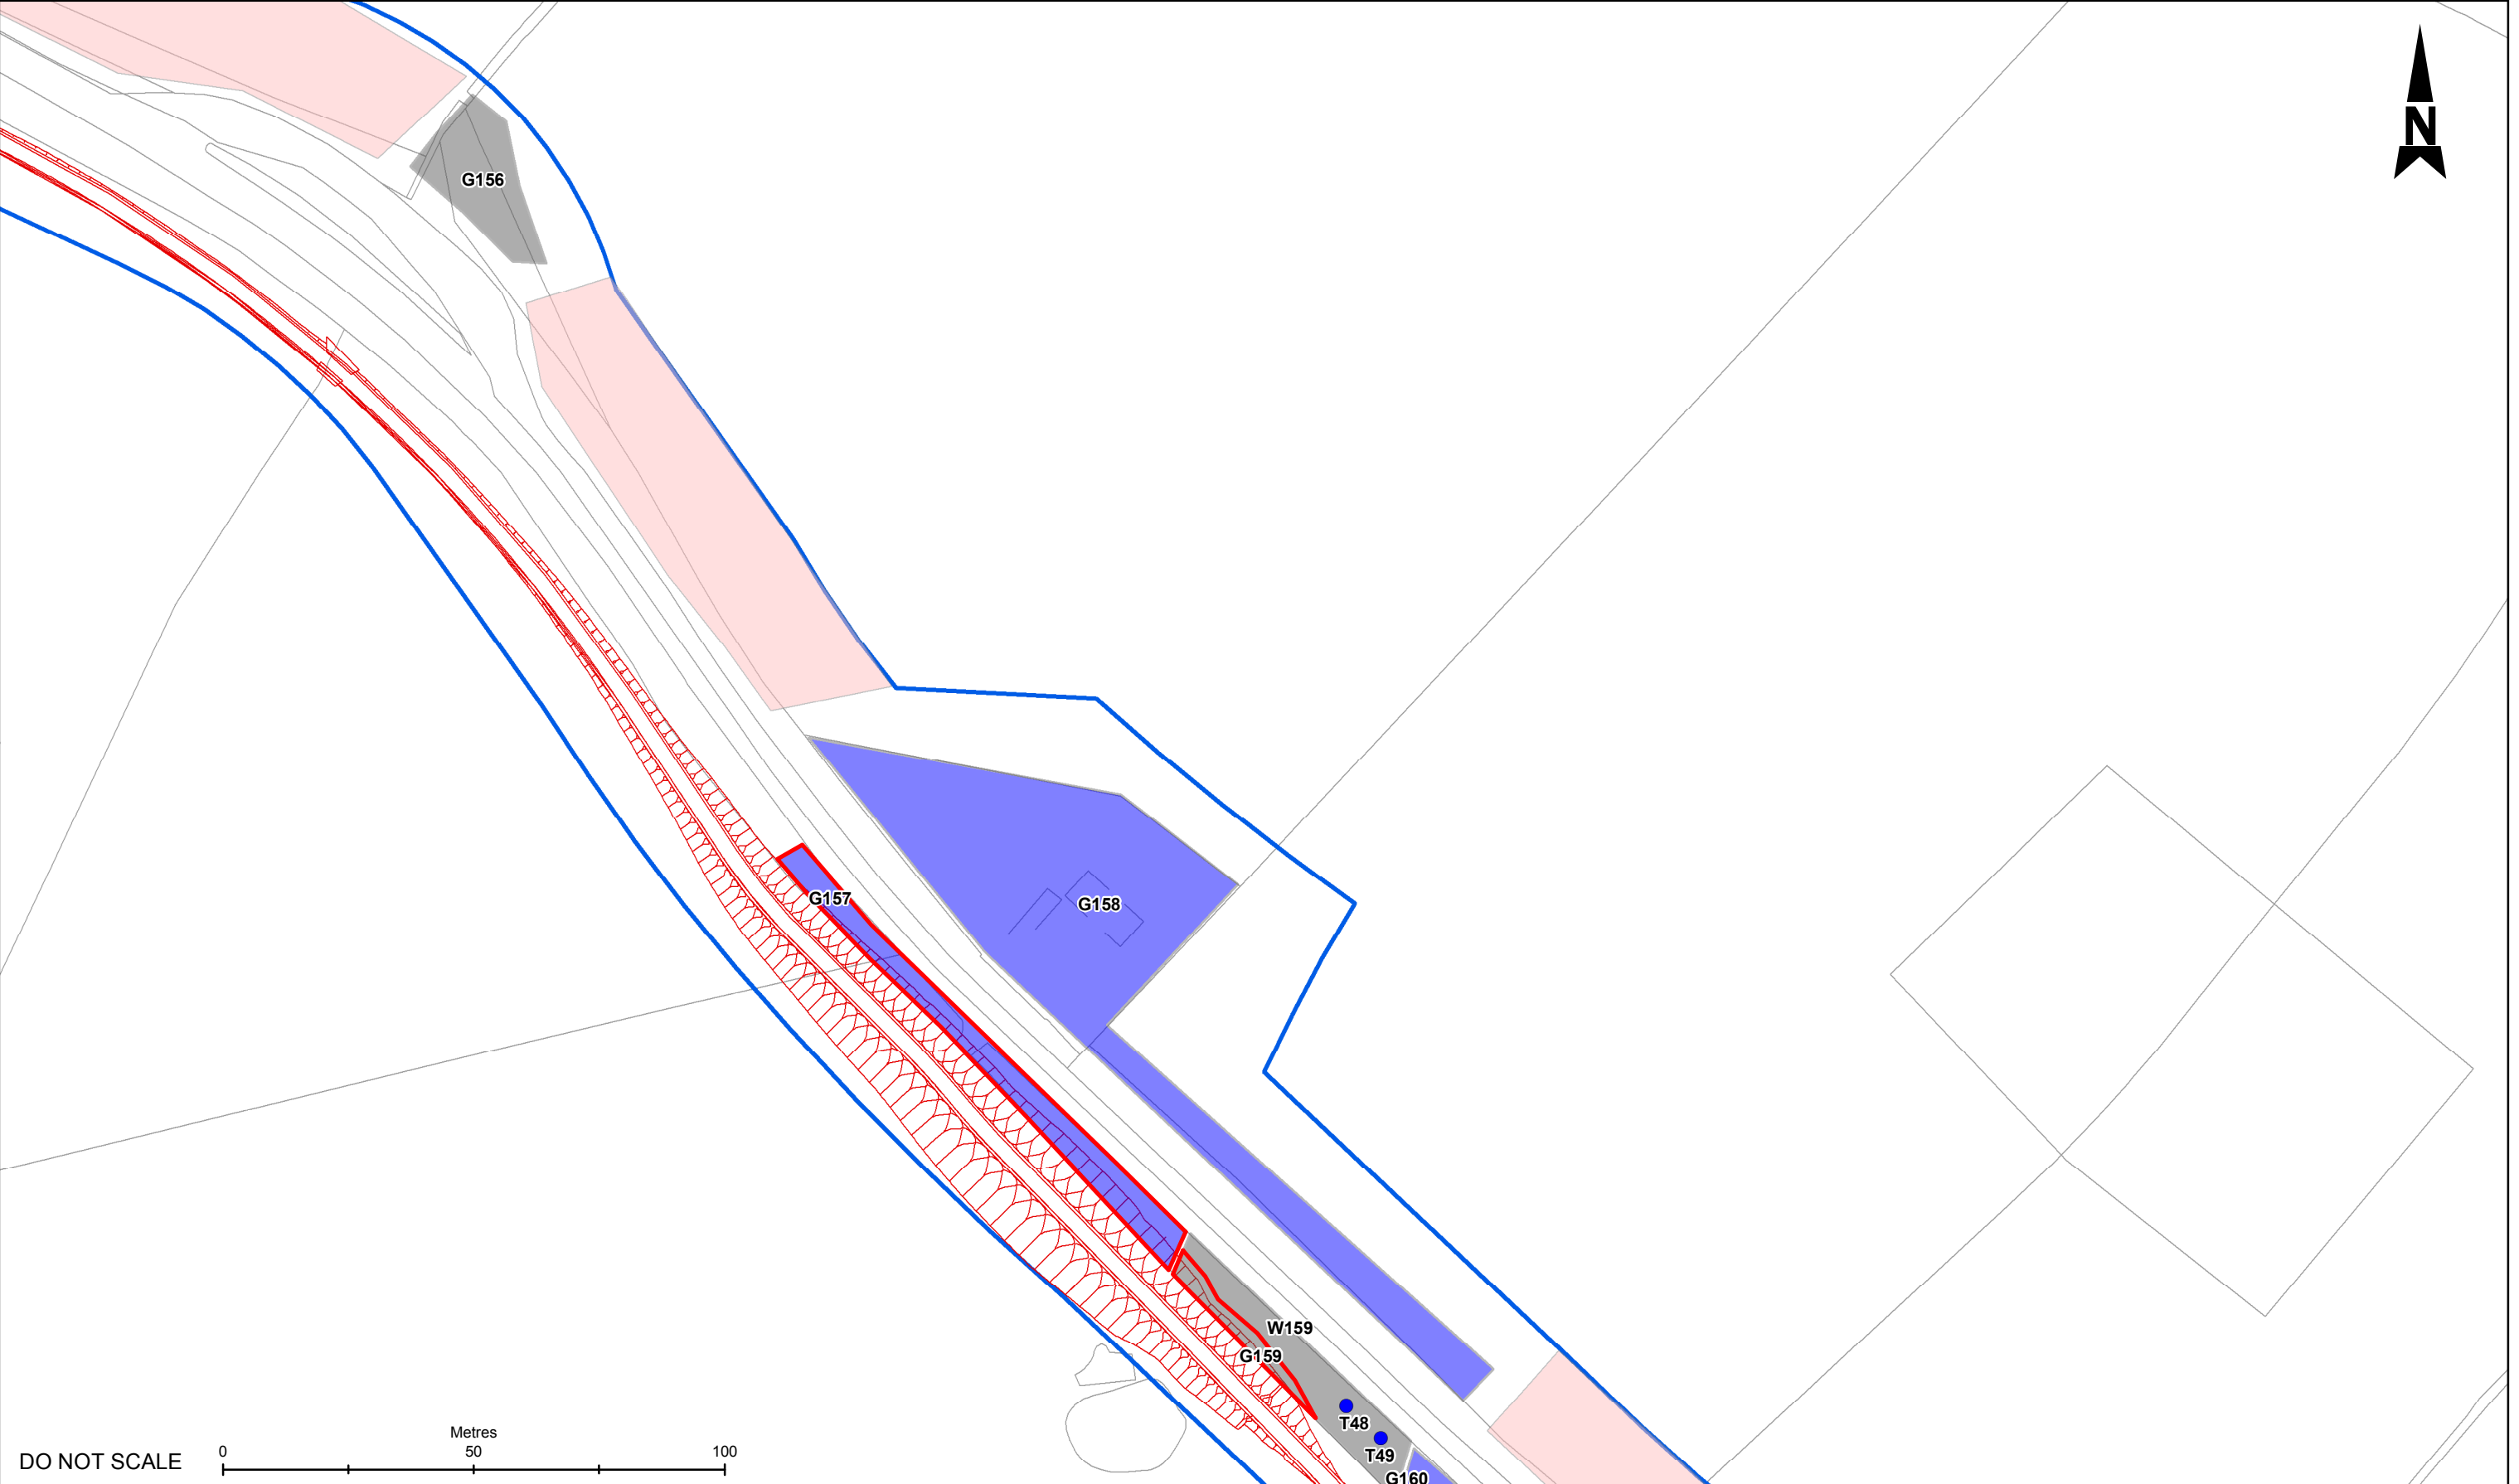 N
G156
G157
G158
W159
G159
T48
T49
G160
Metres
0 50 100
DO NOT SCALE